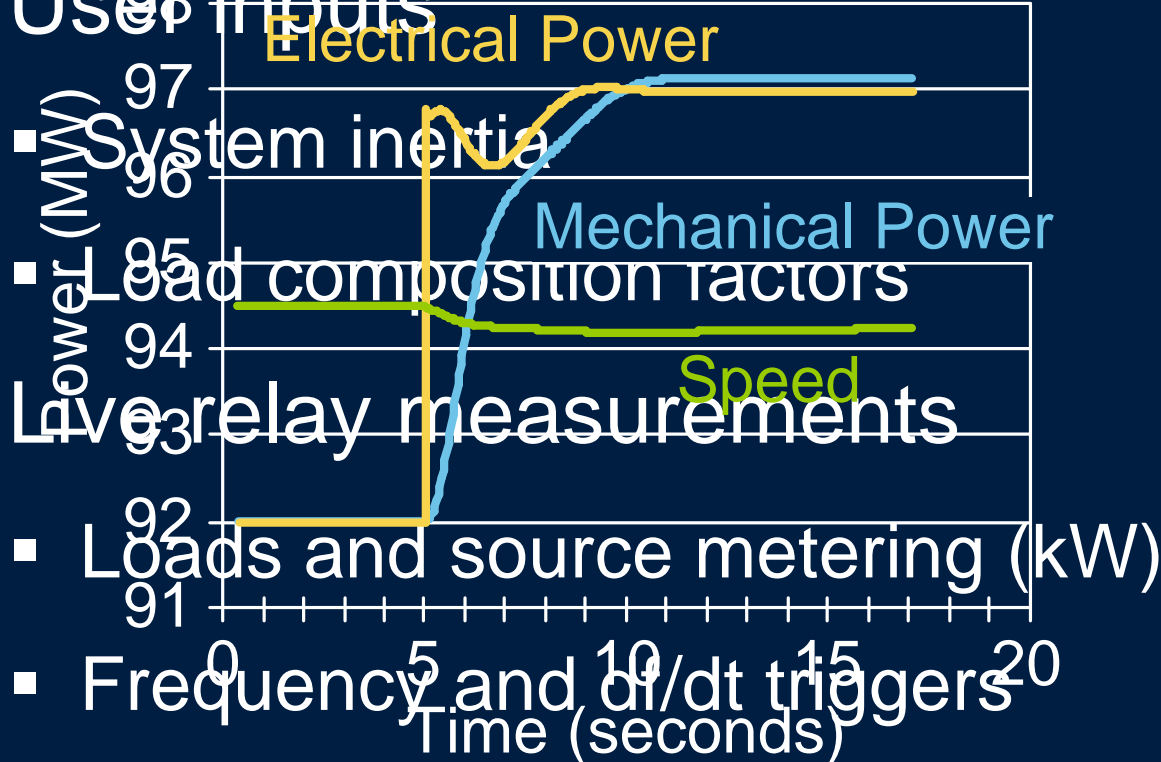 User Inputs
98
Electrical Power
97
System inertia
Power (MW)
96
Mechanical Power
95
Load composition factors
94
Speed
Live relay measurements
93
92
Loads and source metering (kW)
91
0 5 10 15 20
Frequency and df/dt triggers
Time (seconds)